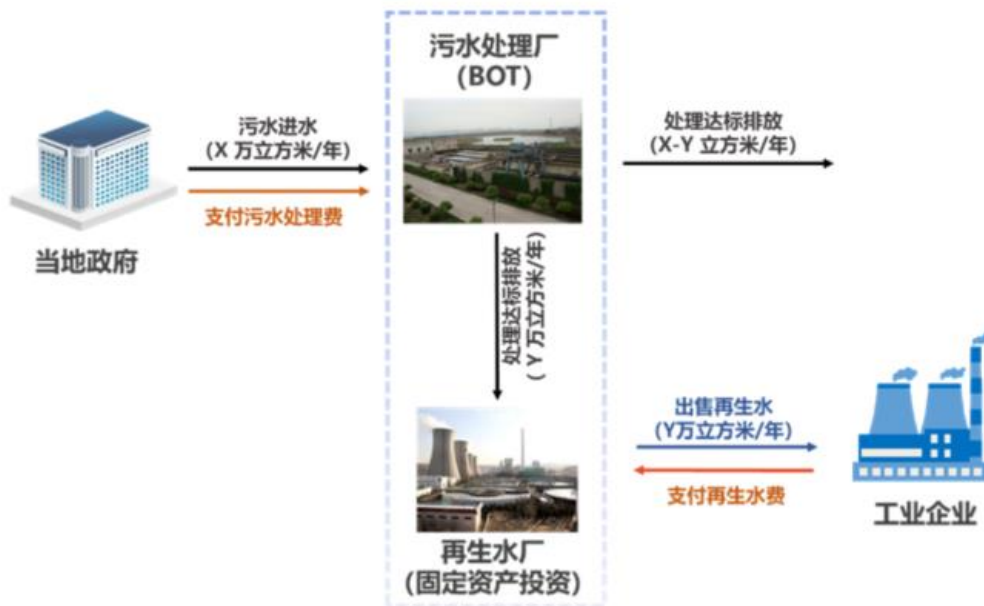 污水处理厂
(BOT)
污水进水
(X 万立方米/年)
支付污水处理费
当地政府
处理达标排放
(X-Y 立方米/年)
处理达标排放
( Y 万立方米/年)
出售再生水
(Y万立方米/年)
支付再生水费
工业企业
再生水厂
(固定资产投资)